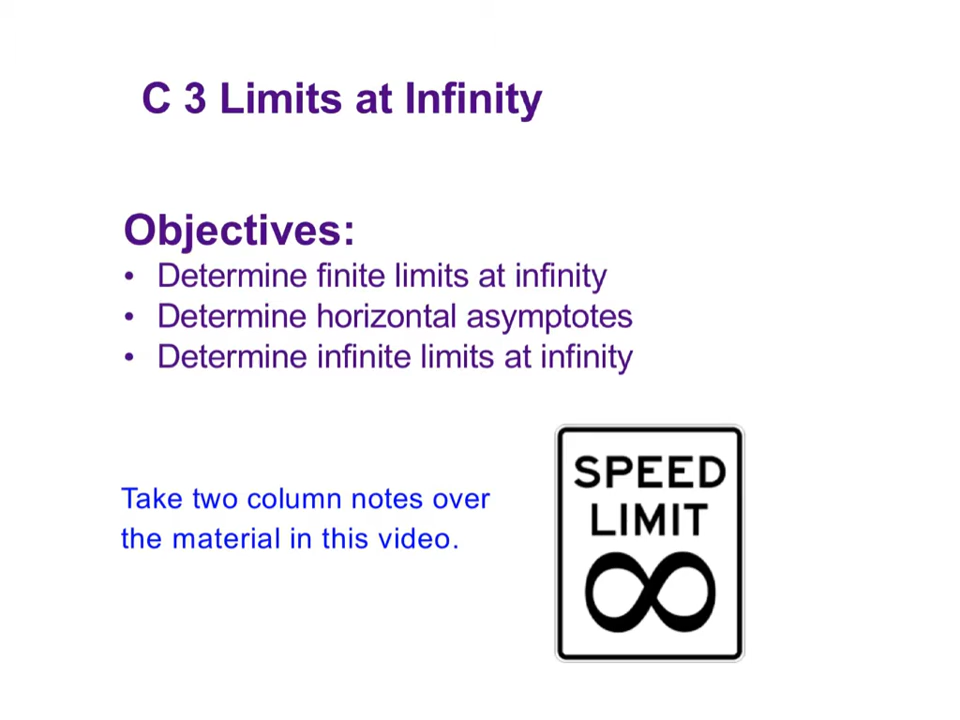 C 3 Limits at Infinity
Objectives:
• Determine finite limits at infinity
• Determine horizontal asymptotes
• Determine infinite limits at infinity
Take two column notes over
the material in this video.
SPEED
LIMIT
∞